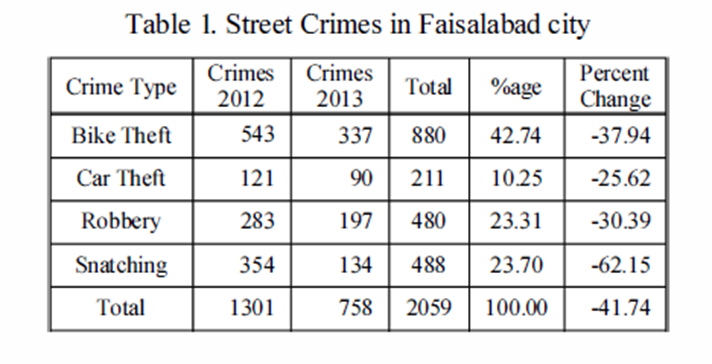 Table 1. Street Crimes in Faisalabad city
Crime Type Crimes 2012 Crimes 2013 Total %age Percent Change
Bike Theft 543 337 880 42.74 -37.94
Car Theft 121 90 211 10.25 -25.62
Robbery 283 197 480 23.31 -30.39
Snatching 354 134 488 23.70 -62.15
Total 1301 758 2059 100.00 -41.74